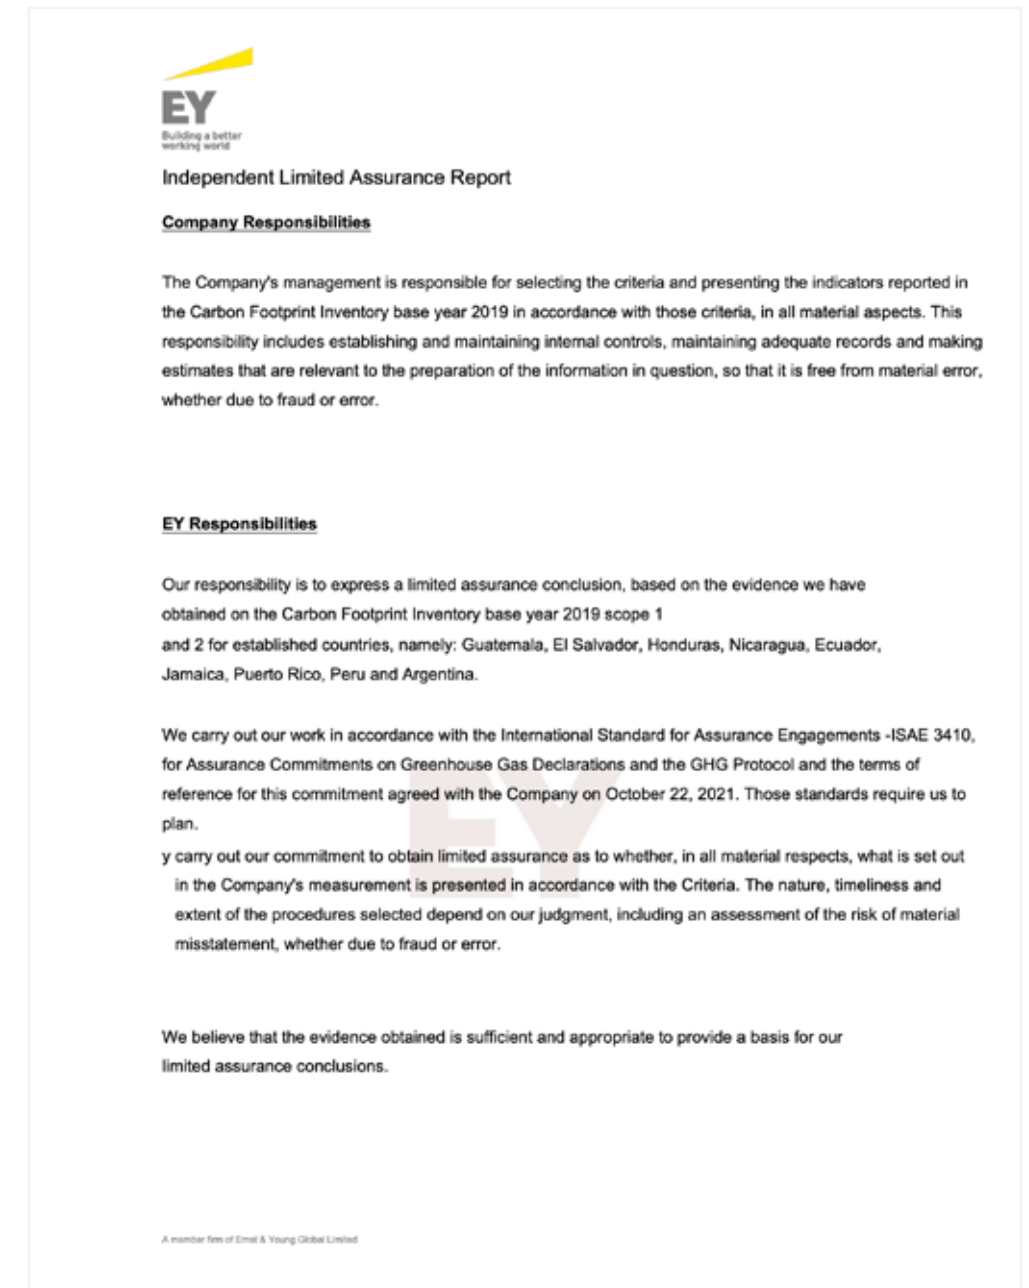 EY
Building a better
working world
Independent Limited Assurance Report
Company Responsibilities
The Company's management is responsible for selecting the criteria and presenting the indicators reported in
the Carbon Footprint Inventory base year 2019 in accordance with those criteria, in all material aspects. This
responsibility includes establishing and maintaining internal controls, maintaining adequate records and making
estimates that are relevant to the preparation of the information in question, so that it is free from material error,
whether due to fraud or error.
EY Responsibilities
Our responsibility is to express a limited assurance conclusion, based on the evidence we have
obtained on the Carbon Footprint Inventory base year 2019 scope 1
and 2 for established countries, namely: Guatemala, El Salvador, Honduras, Nicaragua, Ecuador,
Jamaica, Puerto Rico, Peru and Argentina.
We carry out our work in accordance with the International Standard for Assurance Engagements -ISAE 3410,
for Assurance Commitments on Greenhouse Gas Declarations and the GHG Protocol and the terms of
reference for this commitment agreed with the Company on October 22, 2021. Those standards require us to
plan.
y carry out our commitment to obtain limited assurance as to whether, in all material respects, what is set out
in the Company's measurement is presented in accordance with the Criteria. The nature, timeliness and
extent of the procedures selected depend on our judgment, including an assessment of the risk of material
misstatement, whether due to fraud or error.
EY
We believe that the evidence obtained is sufficient and appropriate to provide a basis for our
limited assurance conclusions.
A member firm of Ernst & Young Global Limited